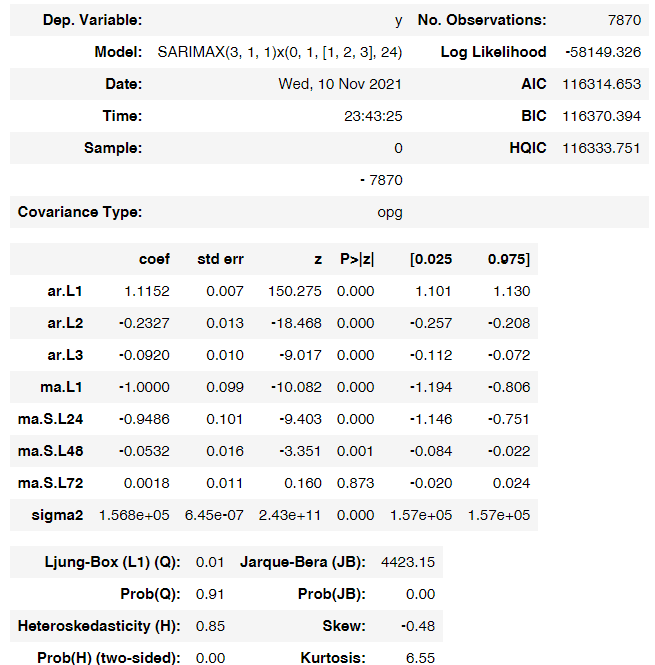 Dep. Variable: y No. Observations: 7870
Model: SARIMAX(3, 1, 1)x(0, 1, [1, 2, 3], 24) Log Likelihood -58149.326
Date: Wed, 10 Nov 2021 AIC 116314.653
Time: 23:43:25 BIC 116370.394
Sample: 0 HQIC 116333.751
- 7870
Covariance Type: opg
coef std err z P>|z| [0.025 0.975]
ar.L1 1.1152 0.007 150.275 0.000 1.101 1.130
ar.L2 -0.2327 0.013 -18.468 0.000 -0.257 -0.208
ar.L3 -0.0920 0.010 -9.017 0.000 -0.112 -0.072
ma.L1 -1.0000 0.099 -10.082 0.000 -1.194 -0.806
ma.S.L24 -0.9486 0.101 -9.403 0.000 -1.146 -0.751
ma.S.L48 -0.0532 0.016 -3.351 0.001 -0.084 -0.022
ma.S.L72 0.0018 0.011 0.160 0.873 -0.020 0.024
sigma2 1.568e+05 6.45e-07 2.43e+11 0.000 1.57e+05 1.57e+05
Ljung-Box (L1) (Q): 0.01 Jarque-Bera (JB): 4423.15
Prob(Q): 0.91 Prob(JB): 0.00
Heteroskedasticity (H): 0.85 Skew: -0.48
Prob(H) (two-sided): 0.00 Kurtosis: 6.55